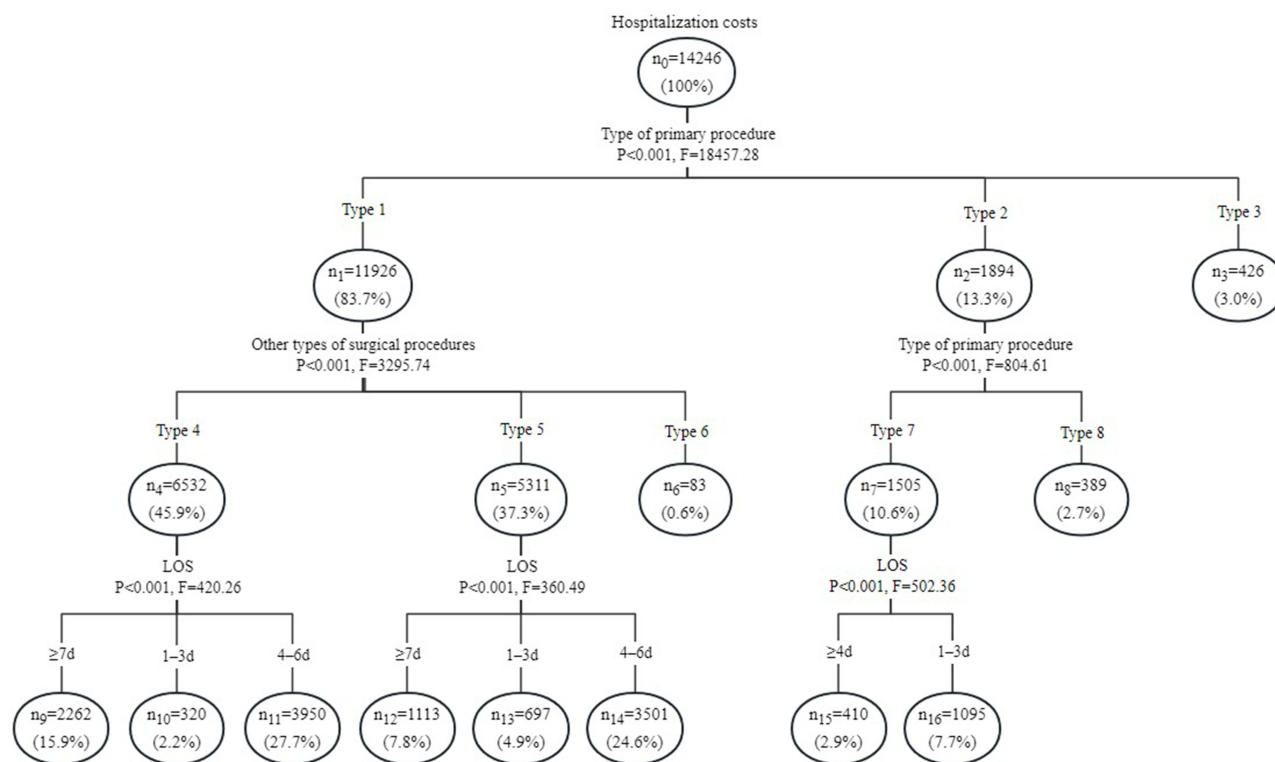 Hospitalization costs
n0=14246
(100%)
Type of primary procedure
P<0.001, F=18457.28
Type 1
Type 2
Type 3
n1=11926
(83.7%)
n2=1894
(13.3%)
n3=426
(3.0%)
Other types of surgical procedures
P<0.001, F=3295.74
Type of primary procedure
P<0.001, F=804.61
Type 4
Type 5
Type 6
Type 7
Type 8
n4=6532
(45.9%)
n5=5311
(37.3%)
n6=83
(0.6%)
n7=1505
(10.6%)
n8=389
(2.7%)
LOS
P<0.001, F=420.26
LOS
P<0.001, F=360.49
LOS
P<0.001, F=502.36
≥7d
1–3d
4–6d
≥7d
1–3d
4–6d
≥4d
1–3d
n9=2262
(15.9%)
n10=320
(2.2%)
n11=3950
(27.7%)
n12=1113
(7.8%)
n13=697
(4.9%)
n14=3501
(24.6%)
n15=410
(2.9%)
n16=1095
(7.7%)